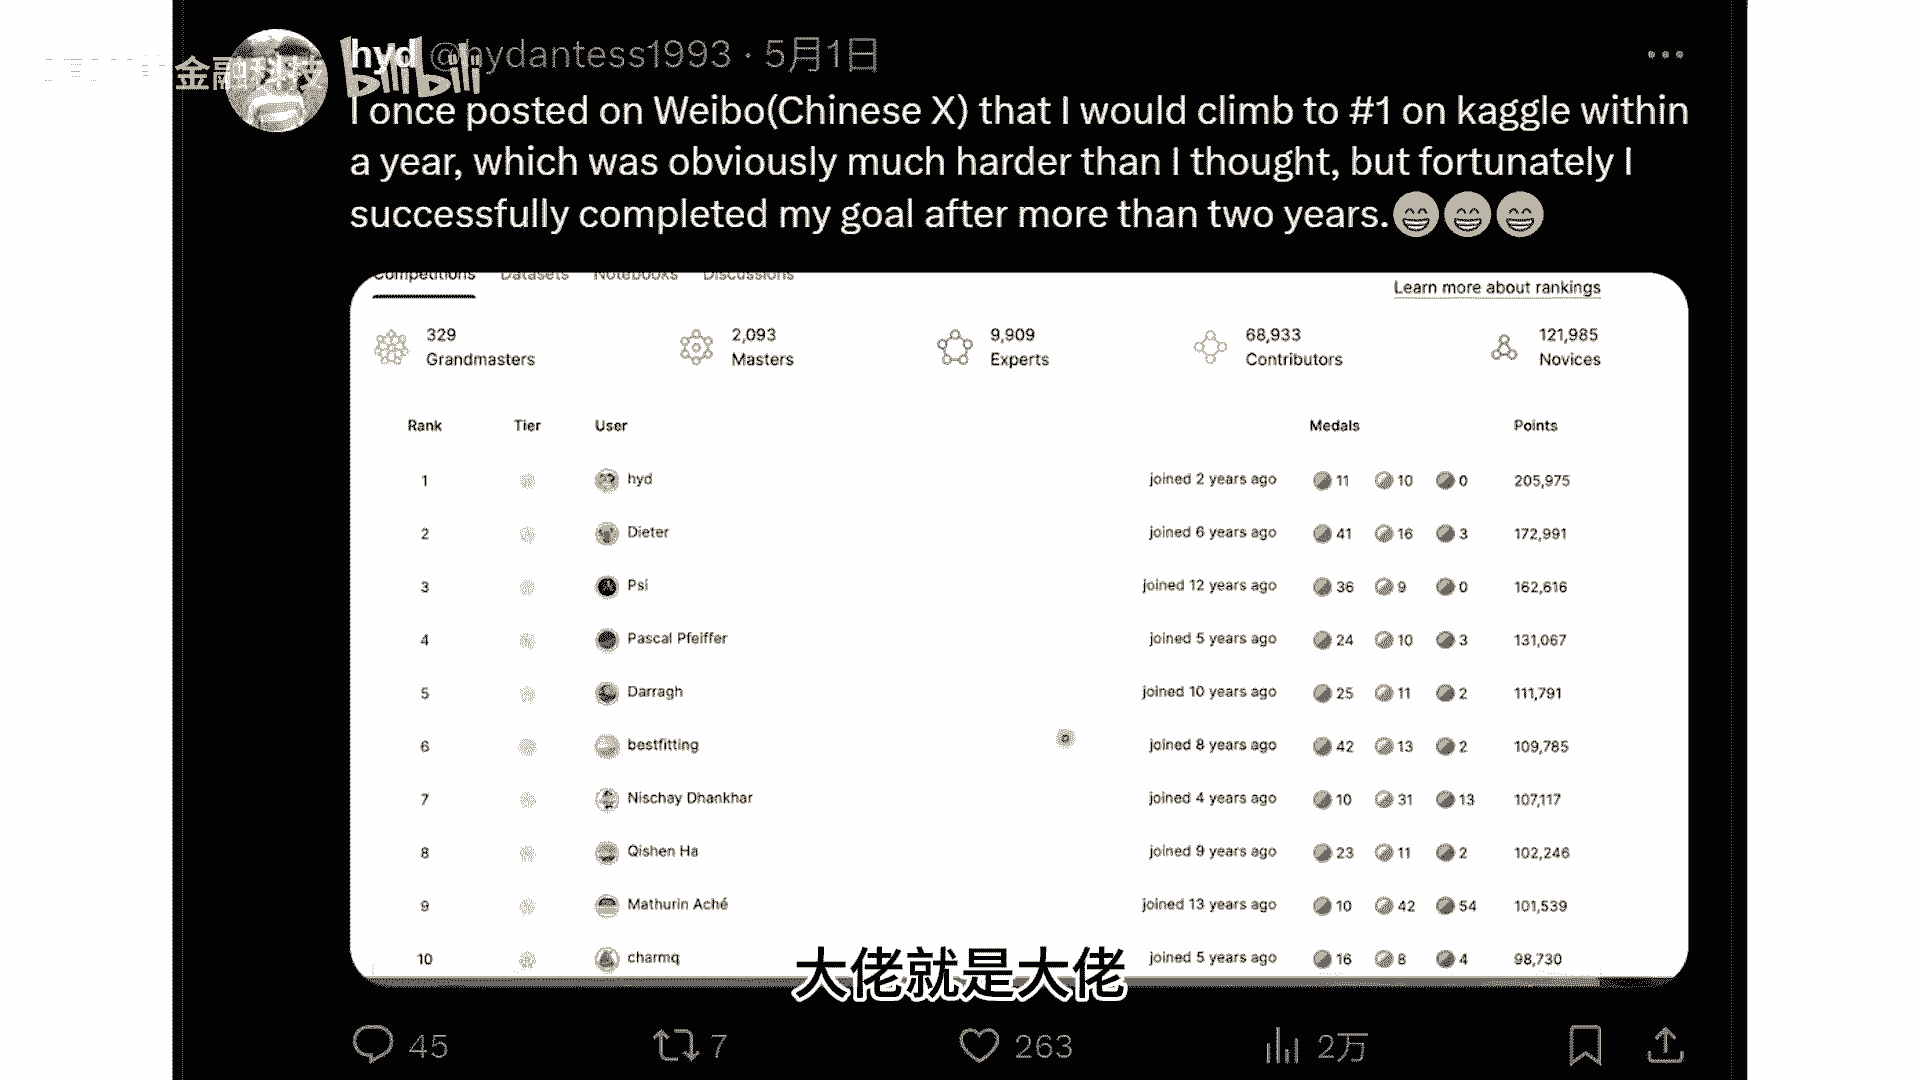 hyd @hydantess1993 · 5月1日
金融科技
bilibili
I once posted on Weibo(Chinese X) that I would climb to #1 on kaggle within
a year, which was obviously much harder than I thought, but fortunately I
successfully completed my goal after more than two years.😁😁😁
Competitions Datasets Notebooks Discussions
Learn more about rankings
329 2,093 9,909 68,933 121,985
Grandmasters Masters Experts Contributors Novices
Rank Tier User Medals Points
1 hyd joined 2 years ago 11 10 0 205,975
2 Dieter joined 6 years ago 41 16 3 172,991
3 Psi joined 12 years ago 36 9 0 162,616
4 Pascal Pfeiffer joined 5 years ago 24 10 3 131,067
5 Darragh joined 10 years ago 25 11 2 111,791
6 bestfitting joined 8 years ago 42 13 2 109,785
7 Nischay Dhankhar joined 4 years ago 10 31 13 107,117
8 Qishen Ha joined 9 years ago 23 11 2 102,246
9 Mathurin Aché joined 13 years ago 10 42 54 101,539
10 charmq joined 5 years ago 16 8 4 98,730
大佬就是大佬
45 7 263 2万